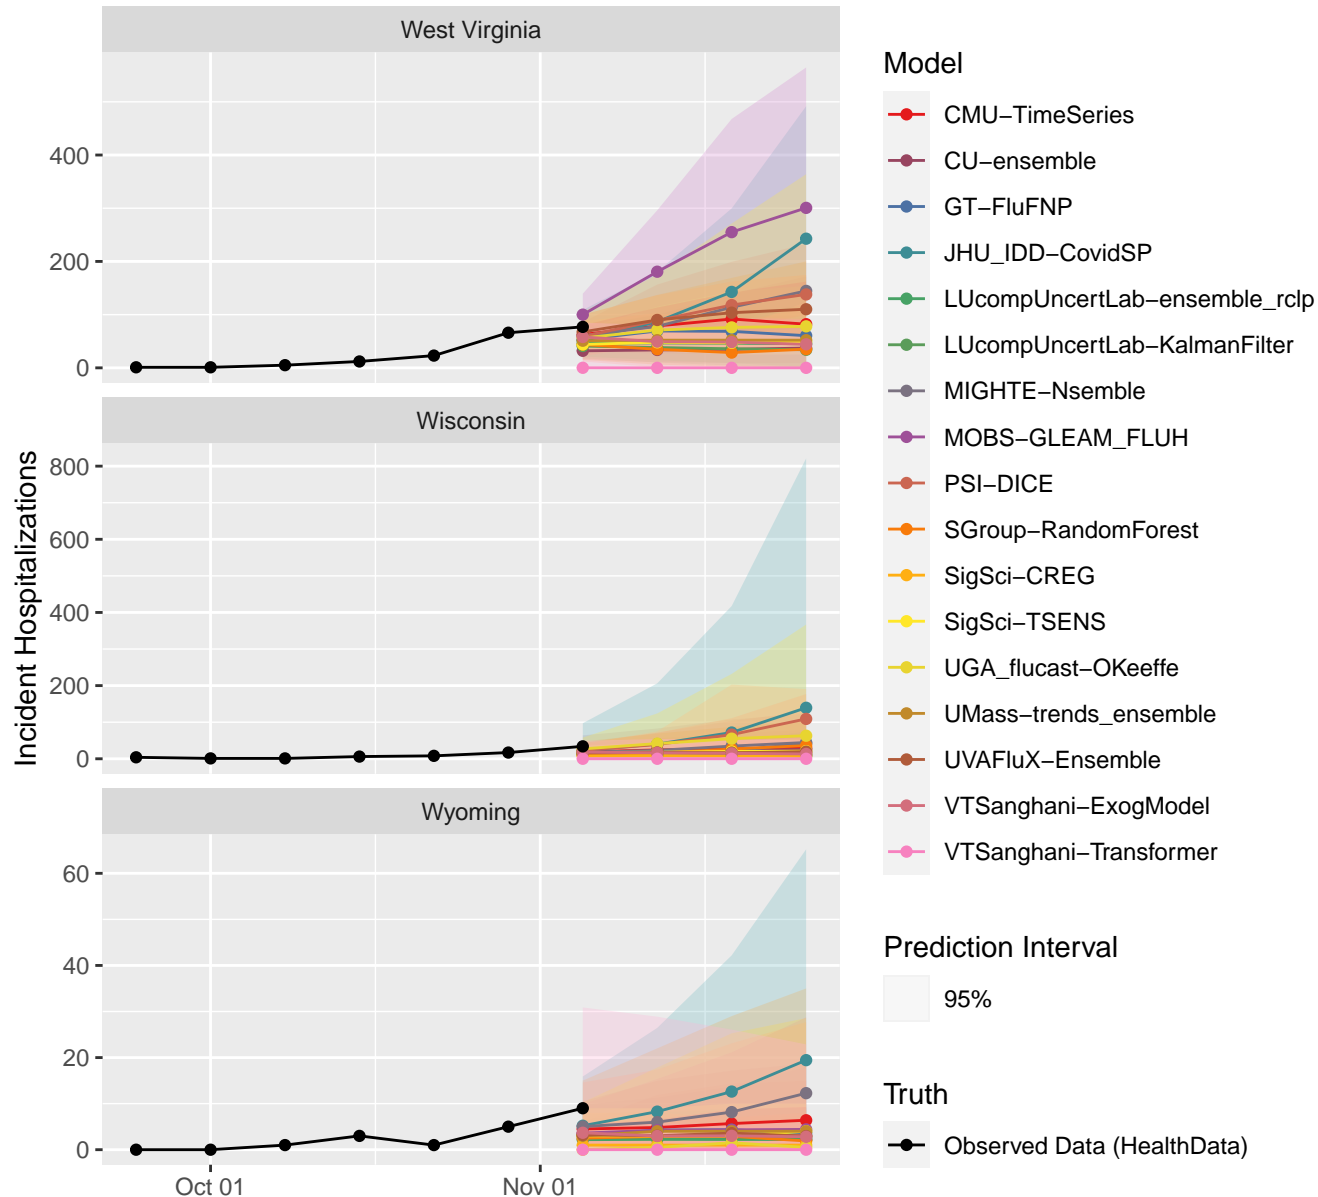 West Virginia
400
200
0
Wisconsin
800
600
400
200
0
Wyoming
60
40
20
0
Oct 01
Nov 01
Incident Hospitalizations
Model
CMU−TimeSeries
CU−ensemble
GT−FluFNP
JHU_IDD−CovidSP
LUcompUncertLab−ensemble_rclp
LUcompUncertLab−KalmanFilter
MIGHTE−Nsemble
MOBS−GLEAM_FLUH
PSI−DICE
SGroup−RandomForest
SigSci−CREG
SigSci−TSENS
UGA_flucast−OKeeffe
UMass−trends_ensemble
UVAFluX−Ensemble
VTSanghani−ExogModel
VTSanghani−Transformer
Prediction Interval
95%
Truth
Observed Data (HealthData)